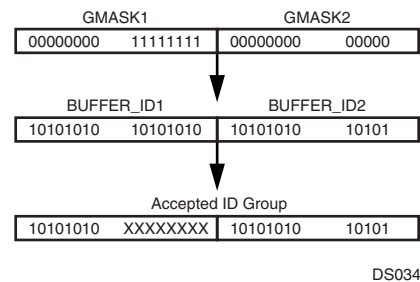 GMASK1 GMASK2
00000000 11111111 00000000 00000
BUFFER_ID1 BUFFER_ID2
10101010 10101010 10101010 10101
Accepted ID Group
10101010 XXXXXXXX 10101010 10101
DS034